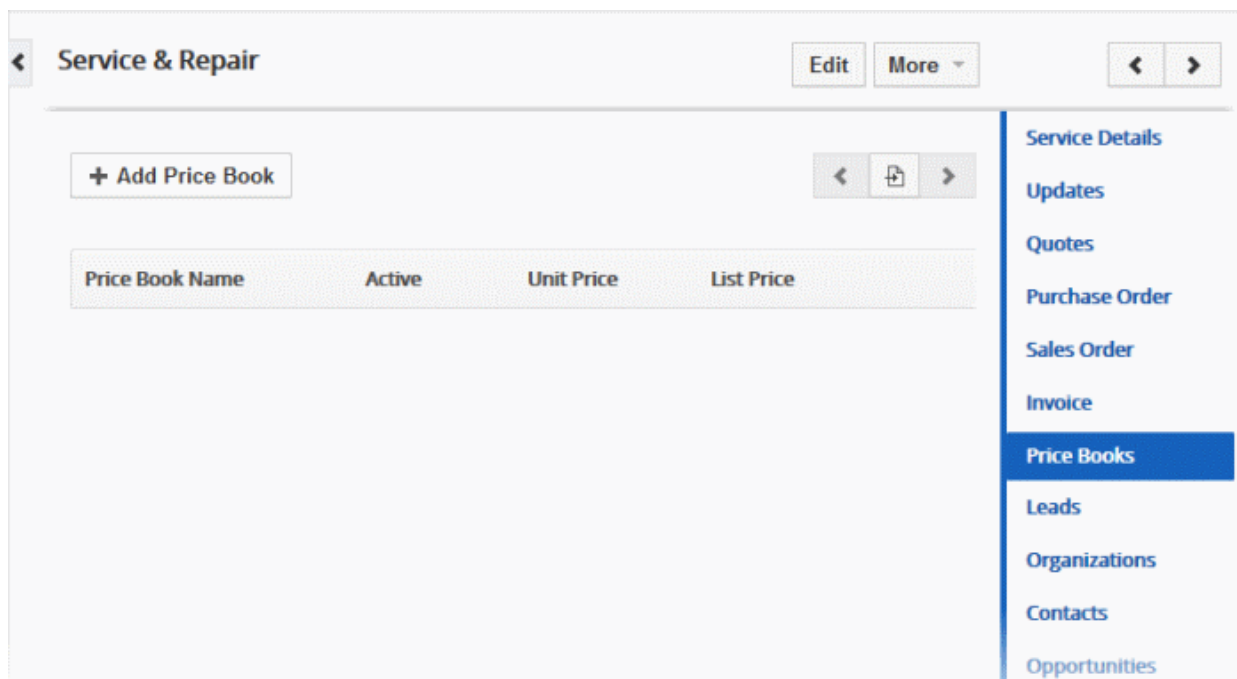 Service & Repair
Edit
More
+ Add Price Book
Price Book Name Active Unit Price List Price
Service Details
Updates
Quotes
Purchase Order
Sales Order
Invoice
Price Books
Leads
Organizations
Contacts
Opportunities